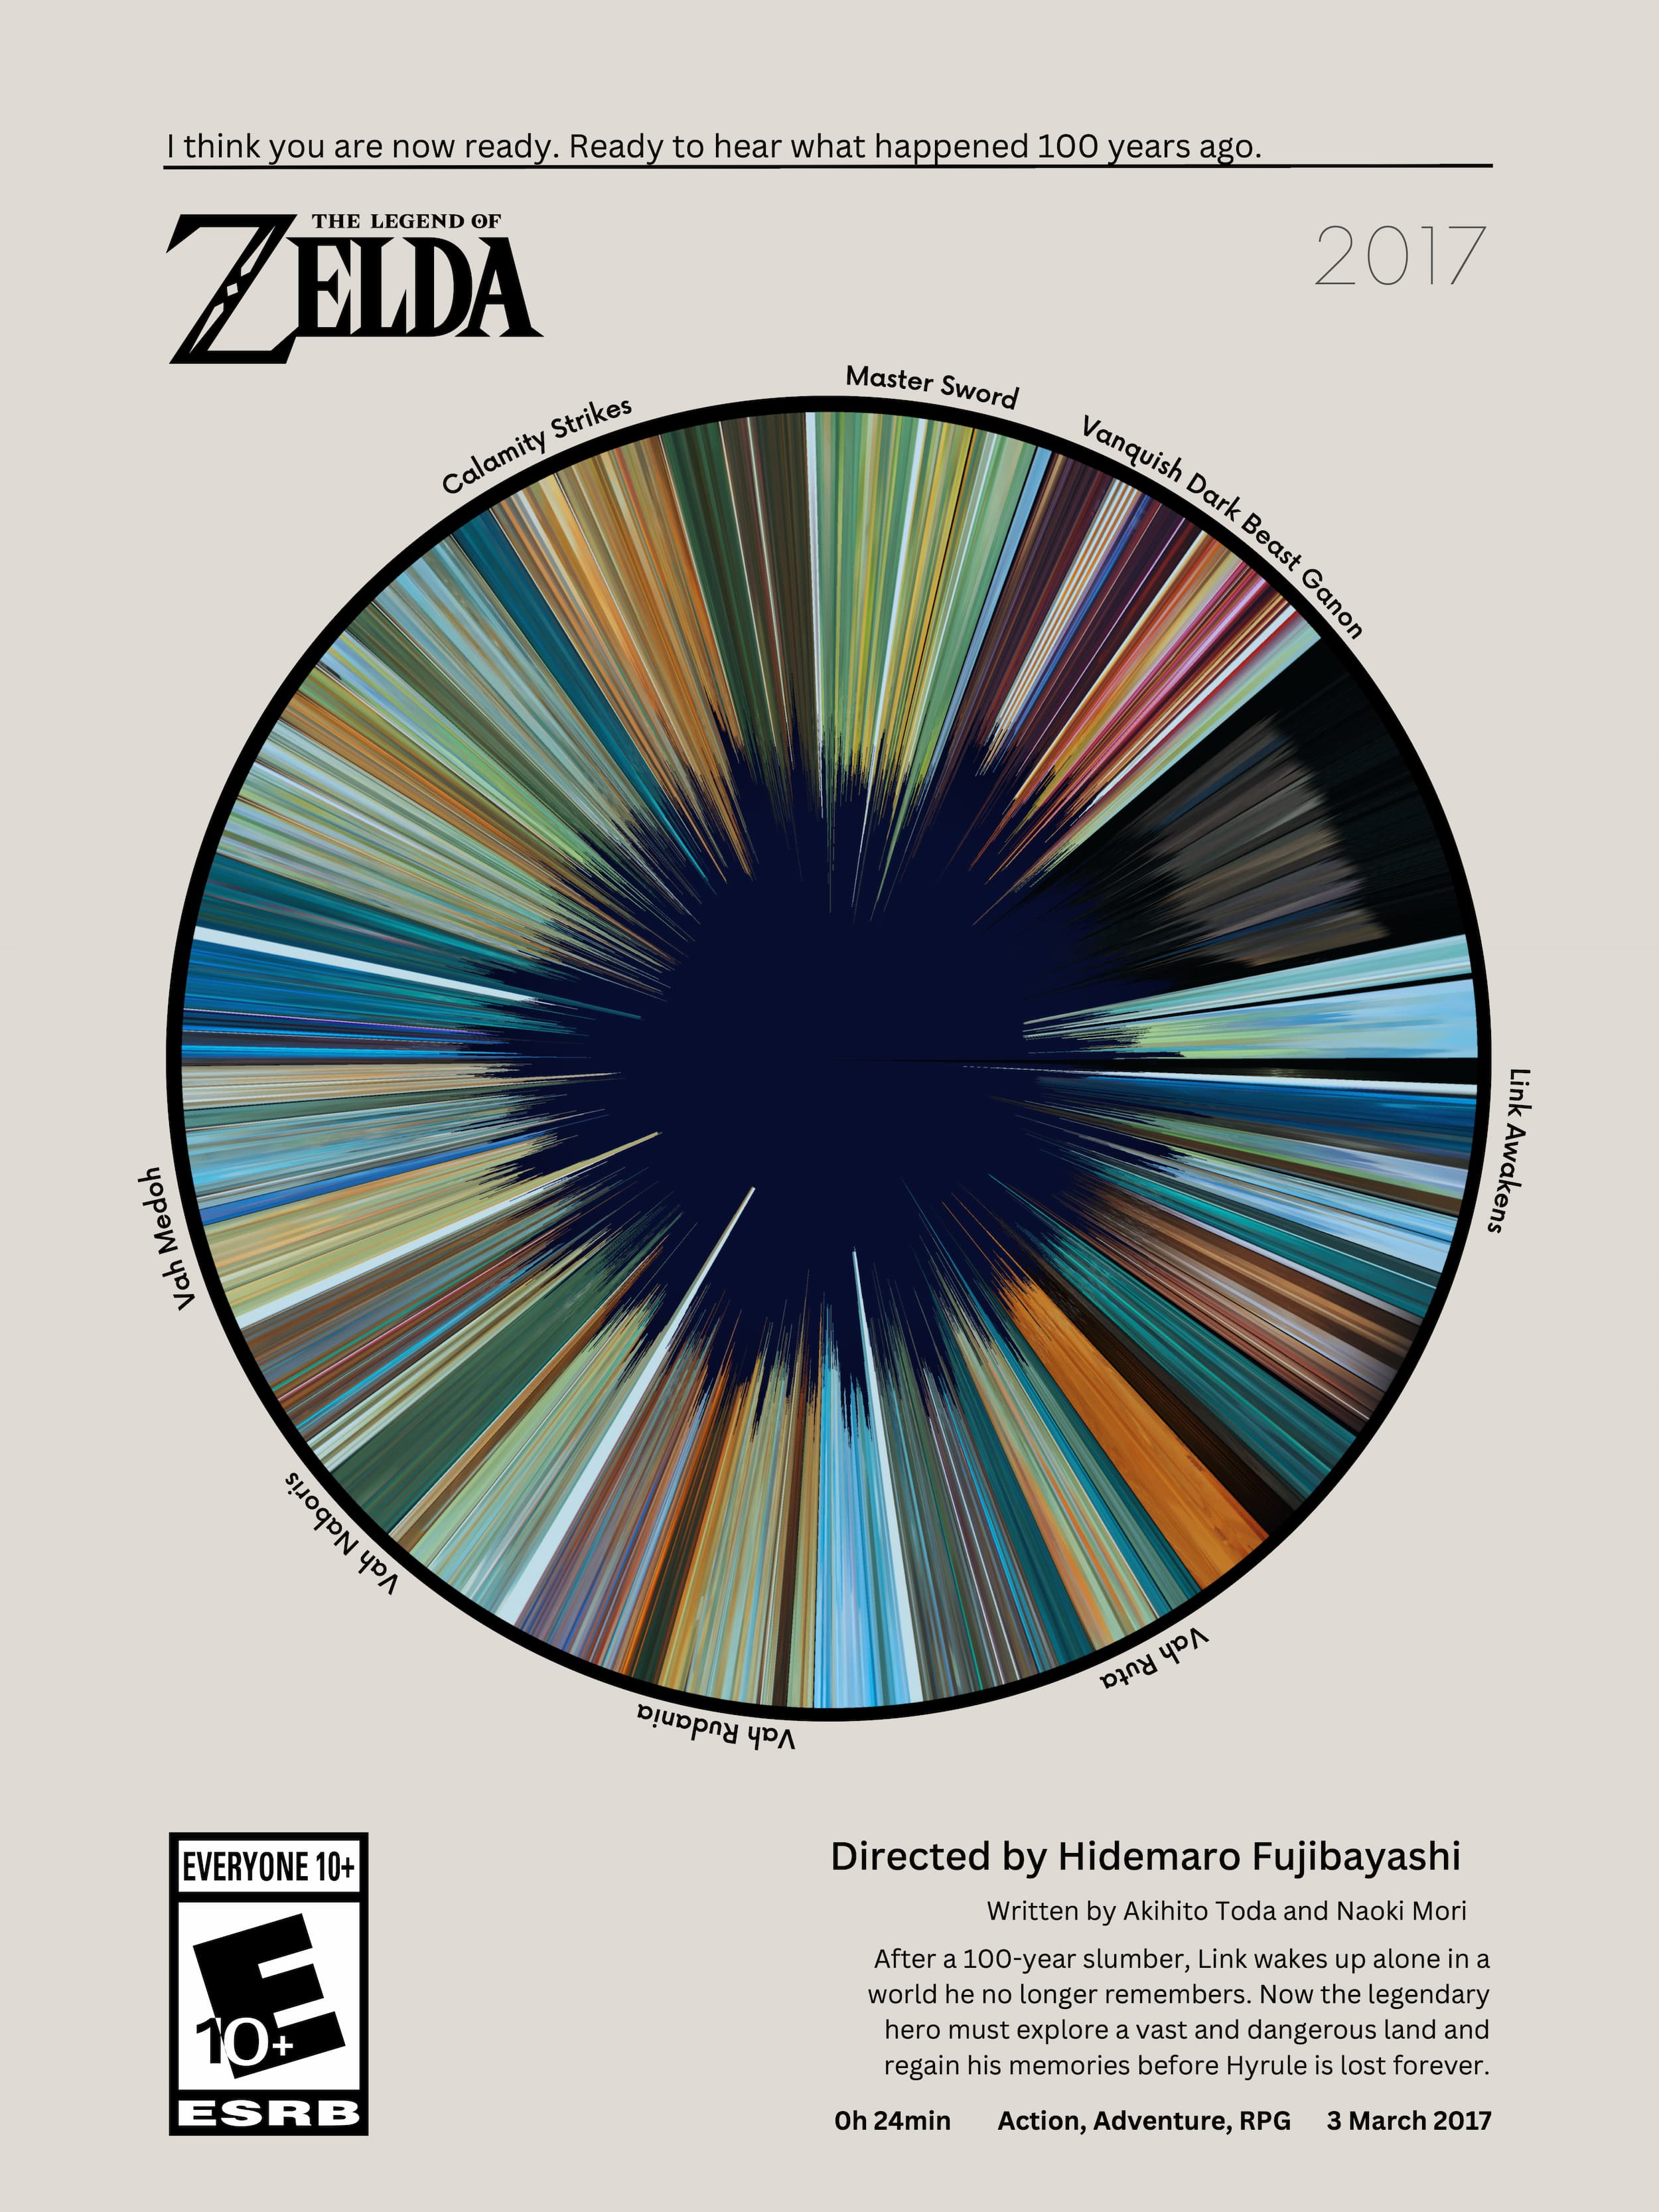 I think you are now ready. Ready to hear what happened 100 years ago.
THE LEGEND OF
ZELDA
2017
Master Sword
Calamity Strikes
Vanquish Dark Beast Ganon
Link Awakens
Vah Medoh
Vah Naboris
Vah Ruta
Vah Rudania
EVERYONE 10+
E
10+
ESRB
Directed by Hidemaro Fujibayashi
Written by Akihito Toda and Naoki Mori
After a 100-year slumber, Link wakes up alone in a
world he no longer remembers. Now the legendary
hero must explore a vast and dangerous land and
regain his memories before Hyrule is lost forever.
0h 24min Action, Adventure, RPG 3 March 2017